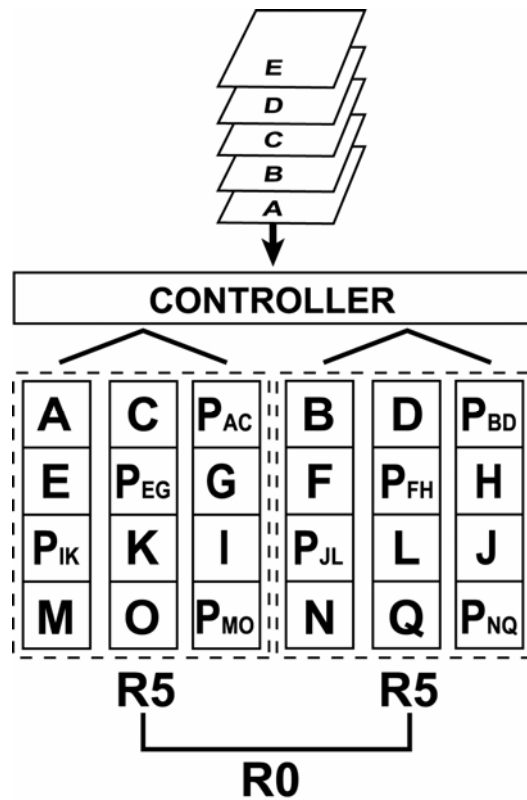 E
D
C
B
A
CONTROLLER
A C PAC B D PBD
E PEG G F PFH H
PIK K I PJL L J
M O PMO N Q PNQ
R5 R5
R0